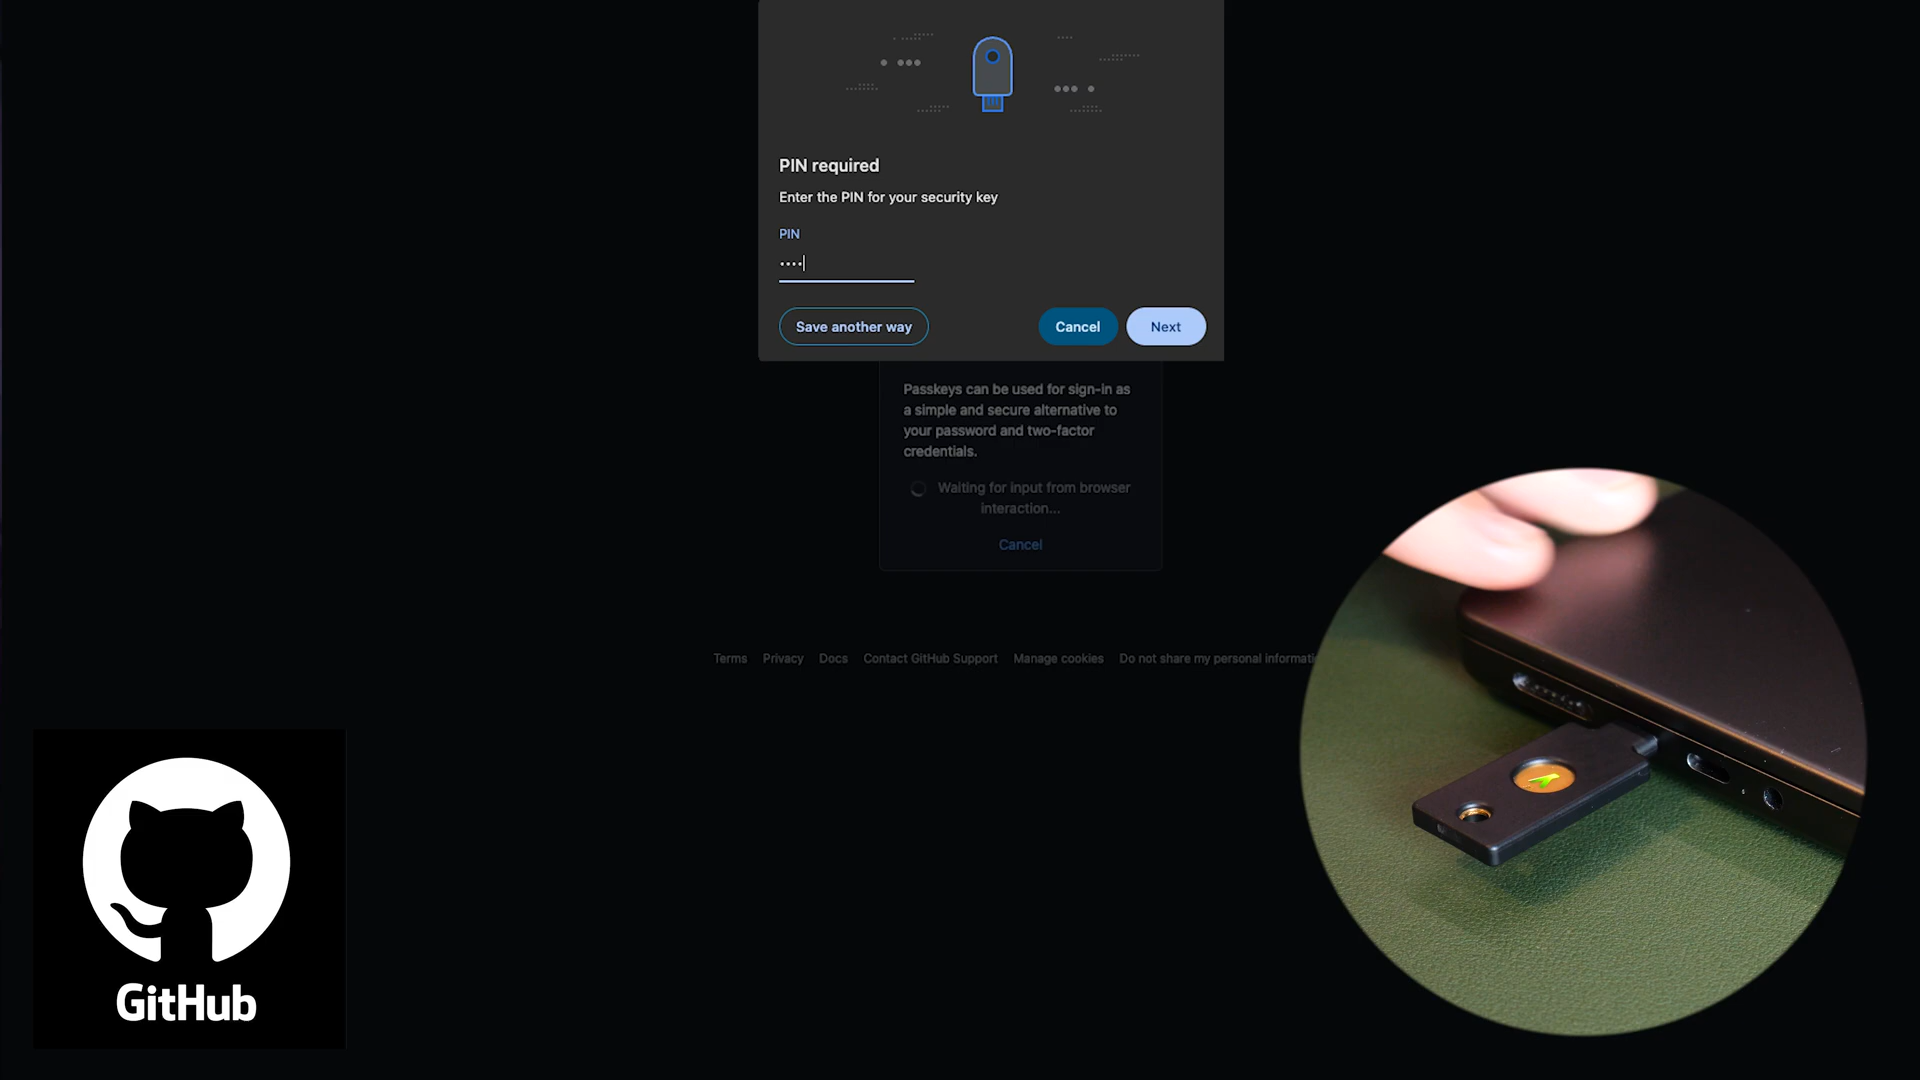 PIN required
Enter the PIN for your security key
PIN
••••
Save another way
Cancel
Next
Passkeys can be used for sign-in as
a simple and secure alternative to
your password and two-factor
credentials.
Waiting for input from browser
interaction...
Cancel
Terms
Privacy
Docs
Contact GitHub Support
Manage cookies
Do not share my personal
GitHub